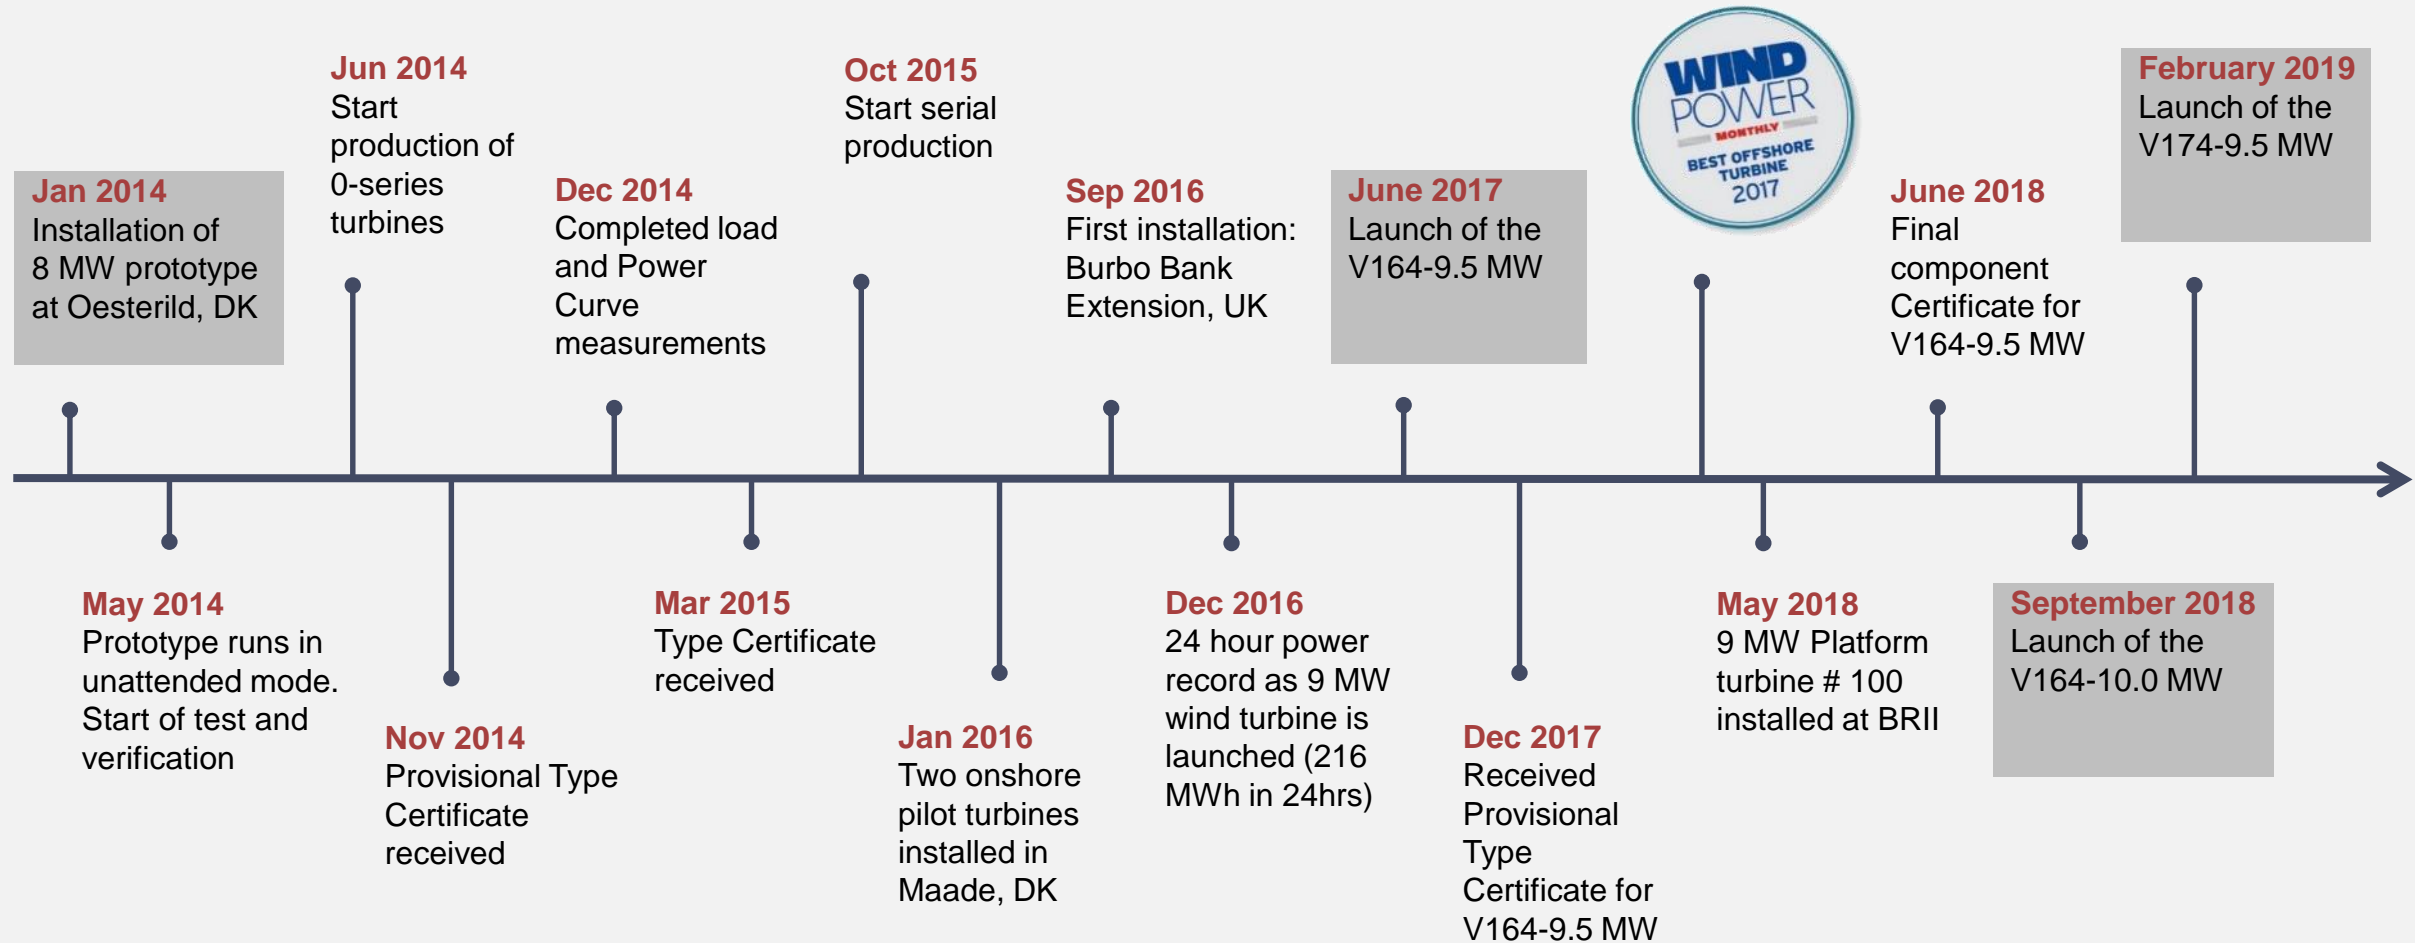 Jan 2014
Installation of
8 MW prototype
at Oesterild, DK
May 2014
Prototype runs in
unattended mode.
Start of test and
verification
Jun 2014
Start
production of
0-series
turbines
Nov 2014
Provisional Type
Certificate
received
Dec 2014
Completed load
and Power
Curve
measurements
Mar 2015
Type Certificate
received
Oct 2015
Start serial
production
Jan 2016
Two onshore
pilot turbines
installed in
Maade, DK
Sep 2016
First installation:
Burbo Bank
Extension, UK
Dec 2016
24 hour power
record as 9 MW
wind turbine is
launched (216
MWh in 24hrs)
June 2017
Launch of the
V164-9.5 MW
Dec 2017
Received
Provisional
Type
Certificate for
V164-9.5 MW
WIND
POWER
MONTHLY
BEST OFFSHORE
TURBINE
2017
May 2018
9 MW Platform
turbine # 100
installed at BRII
June 2018
Final
component
Certificate for
V164-9.5 MW
September 2018
Launch of the
V164-10.0 MW
February 2019
Launch of the
V174-9.5 MW